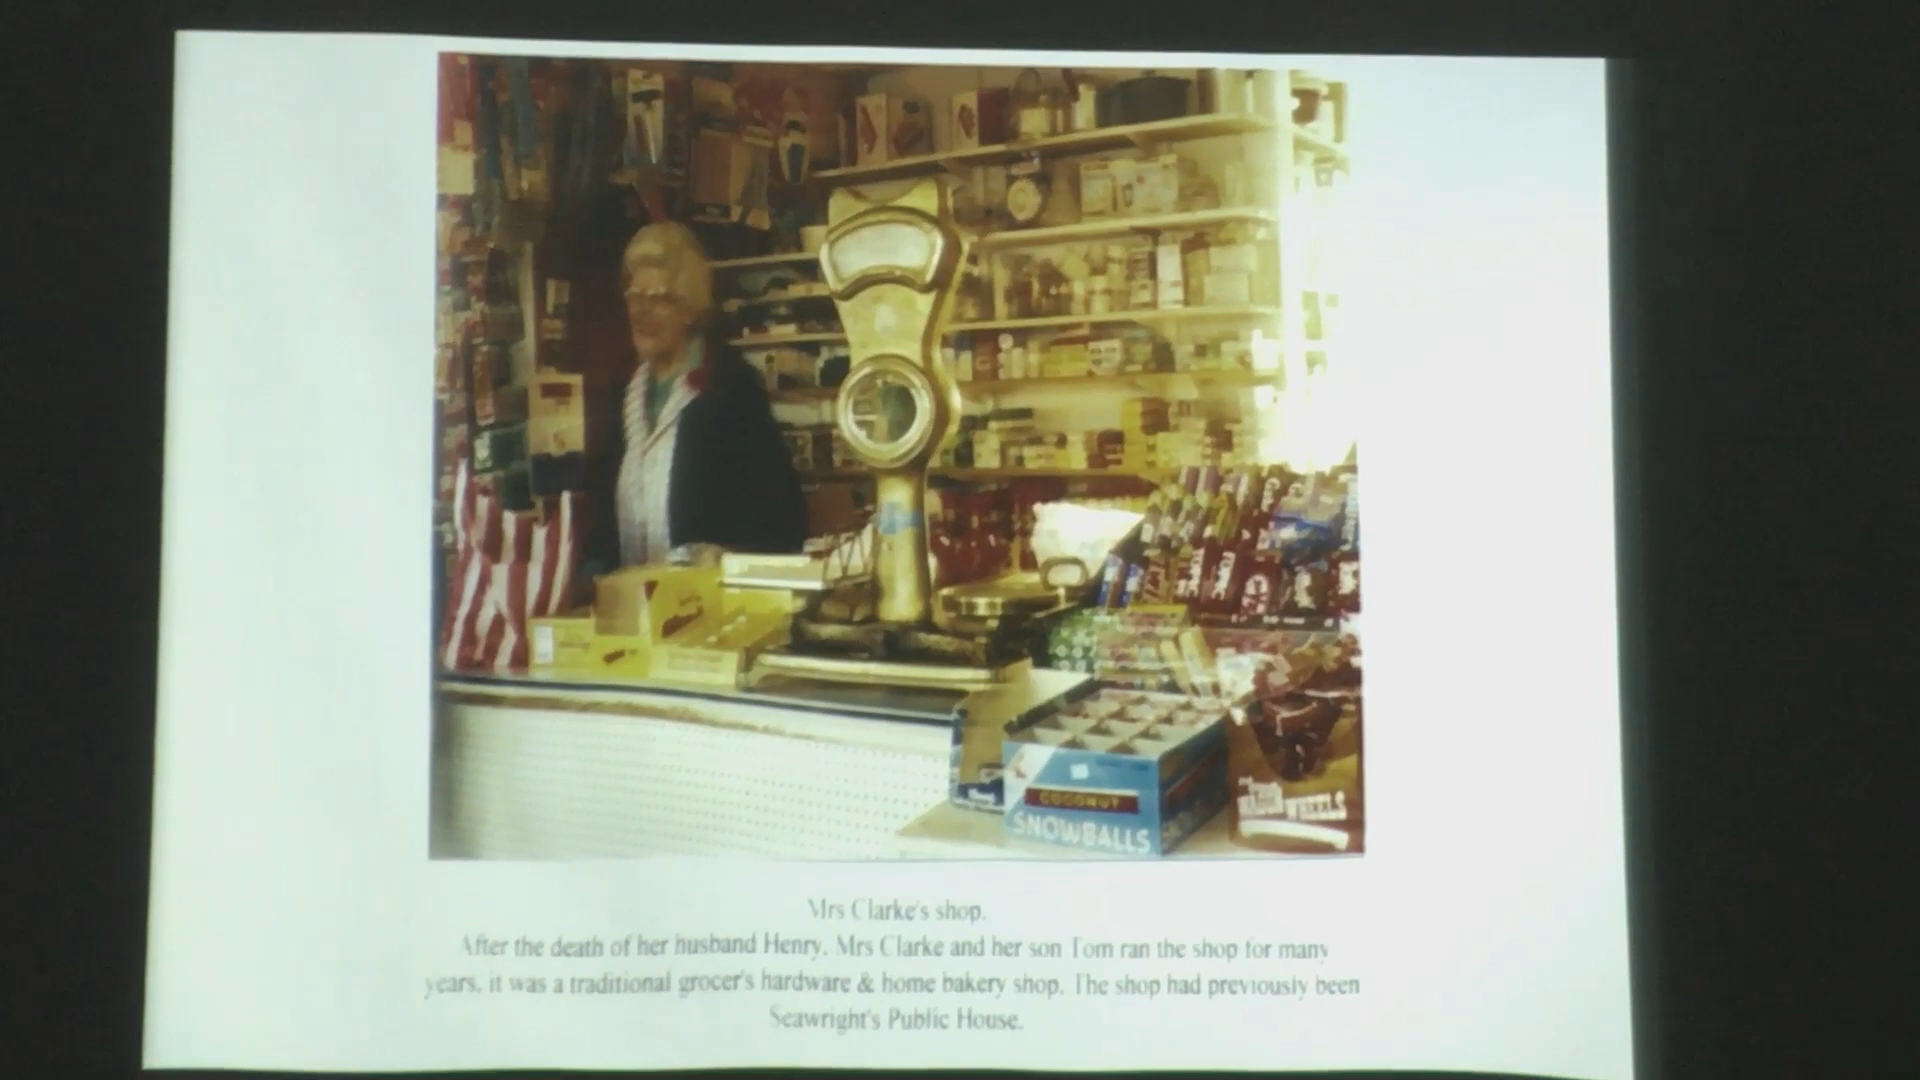 TOPIC
COCONUT
SNOWBALLS
WAGON WHEELS
Mrs Clarke's shop.
After the death of her husband Henry, Mrs Clarke and her son Tom ran the shop for many
years, it was a traditional grocer's hardware & home bakery shop. The shop had previously been
Seawright's Public House.